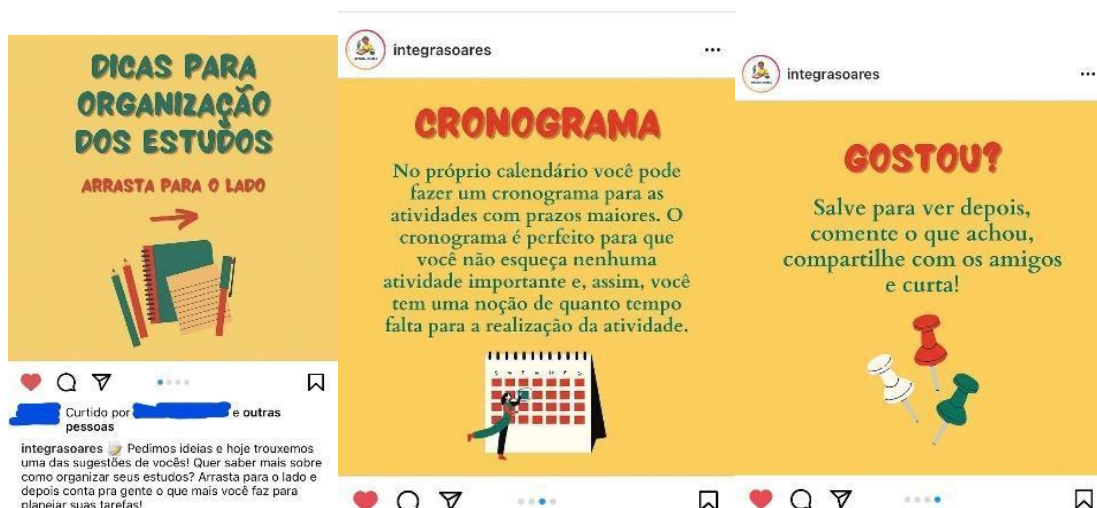 DICAS PARA
ORGANIZAÇÃO
DOS ESTUDOS
ARRASTA PARA O LADO
Curtido por e outras
pessoas
integrasoares 📝 Pedimos ideias e hoje trouxemos
uma das sugestões de vocês! Quer saber mais sobre
como organizar seus estudos? Arrasta para o lado e
depois conta pra gente o que mais você faz para
planejar suas tarefas!
integrasoares
CRONOGRAMA
No próprio calendário você pode
fazer um cronograma para as
atividades com prazos maiores. O
cronograma é perfeito para que
você não esqueça nenhuma
atividade importante e, assim, você
tem uma noção de quanto tempo
falta para a realização da atividade.
integrasoares
GOSTOU?
Salve para ver depois,
comente o que achou,
compartilhe com os amigos
e curta!